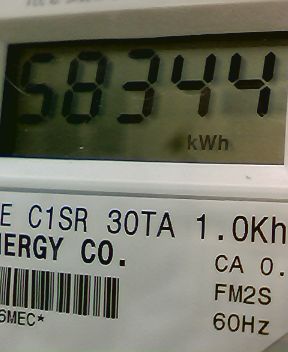 58344
kWh
E C1SR 30TA 1.0Kh
NERGY CO.
CA 0.
FM2S
6MEC*
60Hz